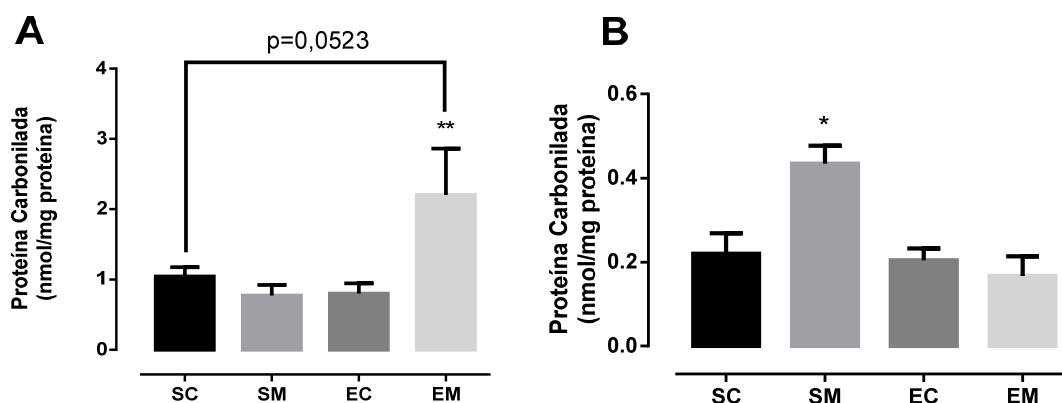 A
p=0,0523
Proteína Carbonilada
(nmol/mg proteína)
4
3
2
1
0
**
SC SM EC EM
B
Proteína Carbonilada
(nmol/mg proteína)
0.6
0.4
0.2
0.0
*
SC SM EC EM